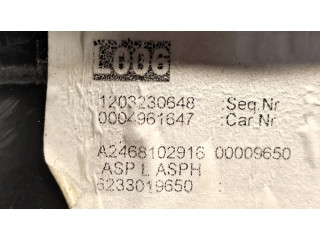 L006
1203230648 :Seq.Nr
0004961647 :Car Nr
A2468102916 00009650
ASP L ASPH
6233019650 :